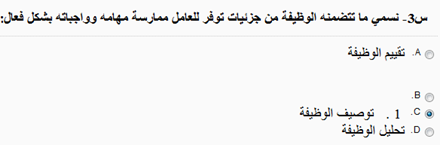 س3- نسمي ما تتضمنه الوظيفة من جزئيات توفر للعامل ممارسة مهامه وواجباته بشكل فعال:
A. تقييم الوظيفة
B.
C. 1 . توصيف الوظيفة
D. تحليل الوظيفة